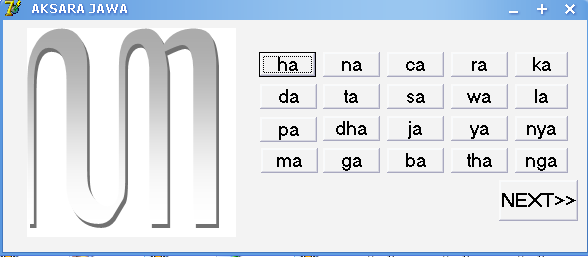 AKSARA JAWA
ꦲ
ha na ca ra ka
da ta sa wa la
pa dha ja ya nya
ma ga ba tha nga
NEXT>>